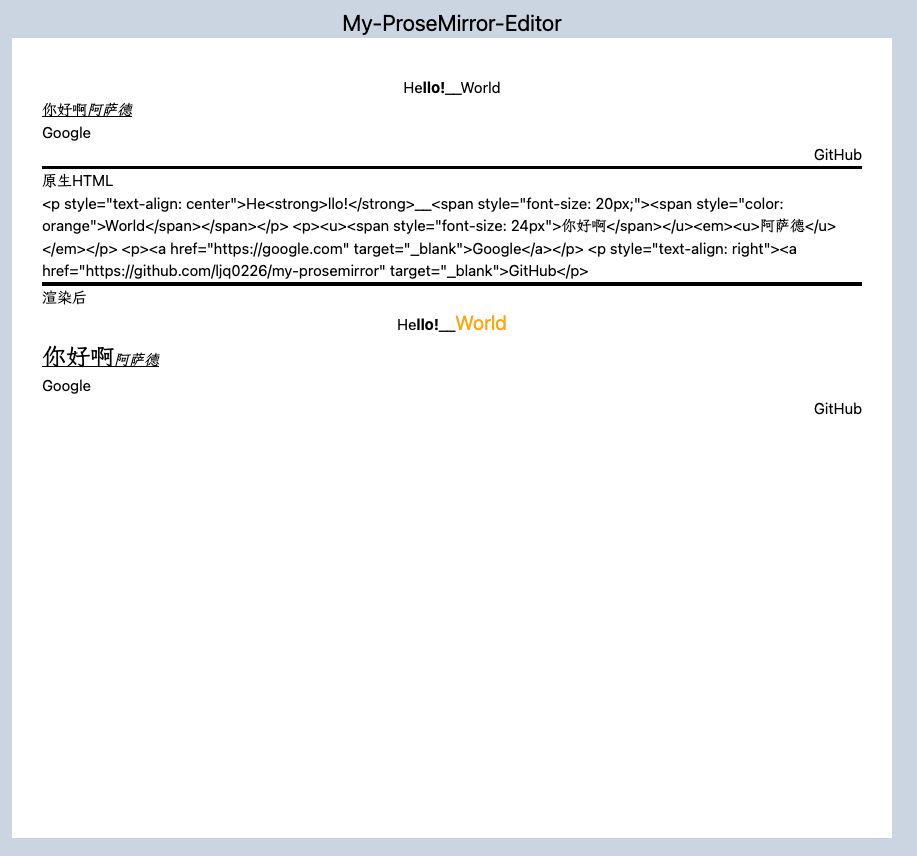 My-ProseMirror-Editor
Hello!__World
你好啊阿萨德
Google
GitHub
原生HTML
<p style="text-align: center">He<strong>llo!</strong>__<span style="font-size: 20px;"><span style="color:
orange">World</span></span></p> <p><u><span style="font-size: 24px">你好啊</span></u><em><u>阿萨德</u>
</em></p> <p><a href="https://google.com" target="_blank">Google</a></p> <p style="text-align: right"><a
href="https://github.com/ljq0226/my-prosemirror" target="_blank">GitHub</p>
渲染后
Hello!__World
你好啊阿萨德
Google
GitHub